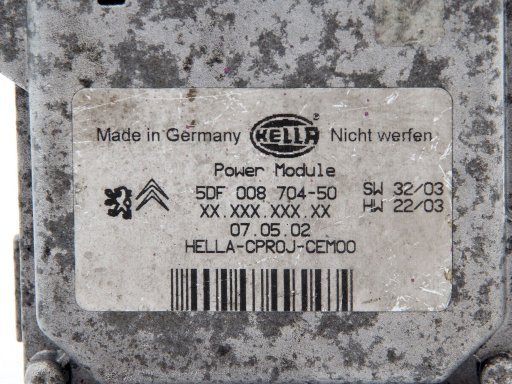 Made in Germany HELLA Nicht werfen
Power Module
5DF 008 704-50 SW 32/03
XX.XXX.XXX.XX HW 22/03
07.05.02
HELLA-CPROJ-CEM00